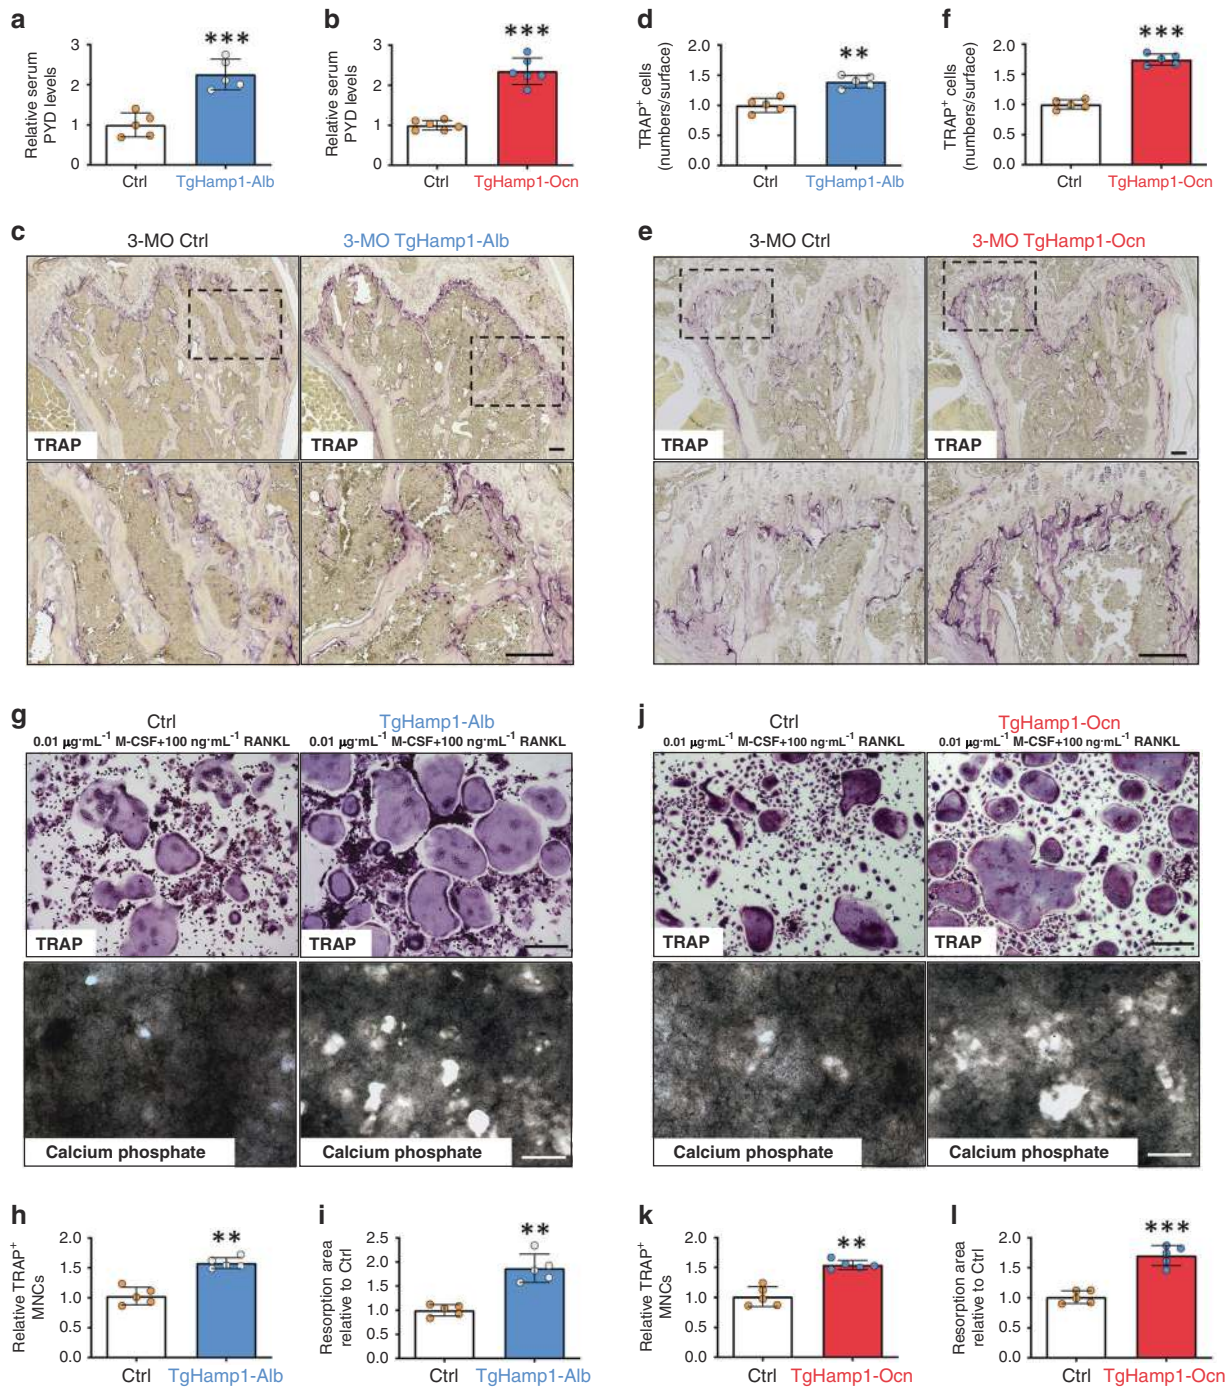 a
Relative serum
PYD levels
3
2
1
0
***
Ctrl
TgHamp1-Alb
b
Relative serum
PYD levels
3
2
1
0
***
Ctrl
TgHamp1-Ocn
d
TRAP⁺ cells
(numbers/surface)
2.0
1.5
1.0
0.5
0.0
**
Ctrl
TgHamp1-Alb
f
TRAP⁺ cells
(numbers/surface)
2.0
1.5
1.0
0.5
0.0
***
Ctrl
TgHamp1-Ocn
c
3-MO Ctrl
3-MO TgHamp1-Alb
TRAP
TRAP
e
3-MO Ctrl
3-MO TgHamp1-Ocn
TRAP
TRAP
g
Ctrl
0.01 μg·mL⁻¹ M-CSF+100 ng·mL⁻¹ RANKL
TgHamp1-Alb
0.01 μg·mL⁻¹ M-CSF+100 ng·mL⁻¹ RANKL
TRAP
TRAP
Calcium phosphate
Calcium phosphate
j
Ctrl
0.01 μg·mL⁻¹ M-CSF+100 ng·mL⁻¹ RANKL
TgHamp1-Ocn
0.01 μg·mL⁻¹ M-CSF+100 ng·mL⁻¹ RANKL
TRAP
TRAP
Calcium phosphate
Calcium phosphate
h
Relative TRAP⁺
MNCs
2.0
1.5
1.0
0.5
0.0
**
Ctrl
TgHamp1-Alb
i
Resorption area
relative to Ctrl
2.5
2.0
1.5
1.0
0.5
0.0
**
Ctrl
TgHamp1-Alb
k
Relative TRAP⁺
MNCs
2.0
1.5
1.0
0.5
0.0
**
Ctrl
TgHamp1-Ocn
l
Resorption area
relative to Ctrl
2.0
1.5
1.0
0.5
0.0
***
Ctrl
TgHamp1-Ocn